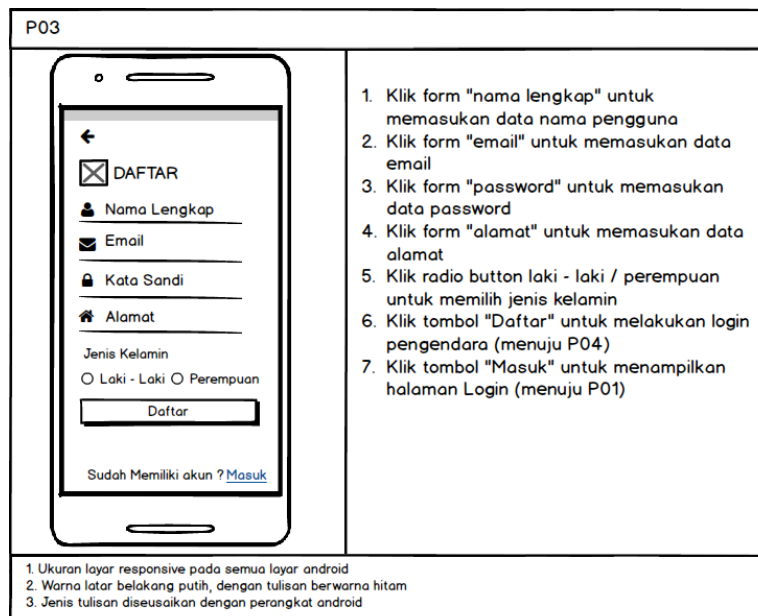 P03
DAFTAR
Nama Lengkap
Email
Kata Sandi
Alamat
Jenis Kelamin
Laki - Laki Perempuan
Daftar
Sudah Memiliki akun ? Masuk
1. Klik form "nama lengkap" untuk
memasukan data nama pengguna
2. Klik form "email" untuk memasukan data
email
3. Klik form "password" untuk memasukan
data password
4. Klik form "alamat" untuk memasukan data
alamat
5. Klik radio button laki - laki / perempuan
untuk memilih jenis kelamin
6. Klik tombol "Daftar" untuk melakukan login
pengendara (menuju P04)
7. Klik tombol "Masuk" untuk menampilkan
halaman Login (menuju P01)
1. Ukuran layar responsive pada semua layar android
2. Warna latar belakang putih, dengan tulisan berwarna hitam
3. Jenis tulisan diseusaikan dengan perangkat android